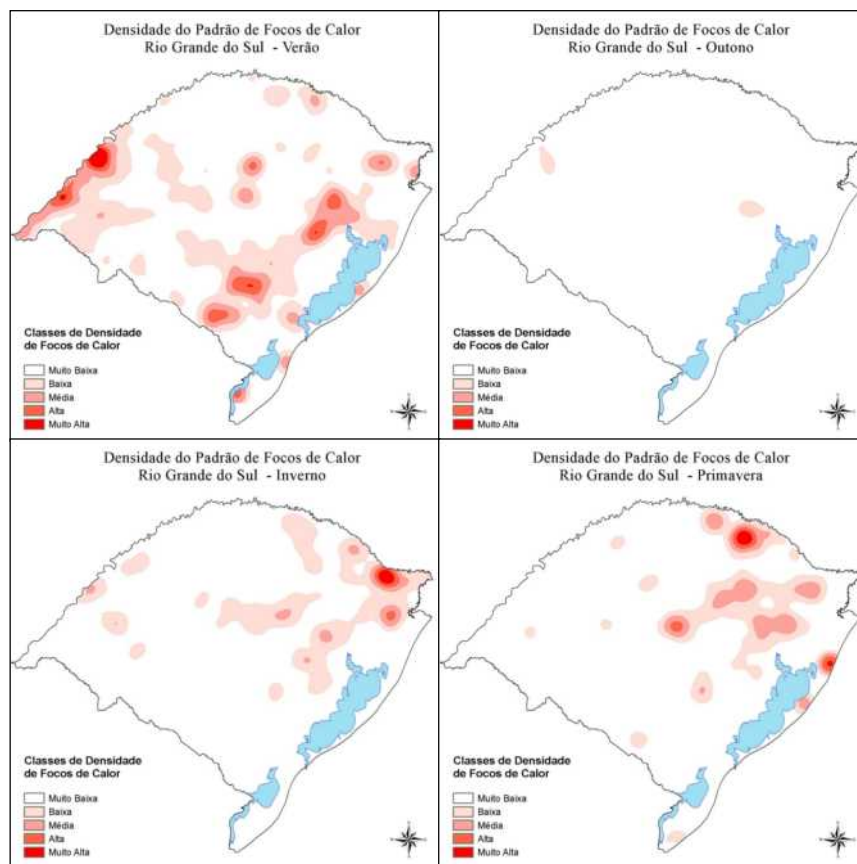 Densidade do Padrão de Focos de Calor
Rio Grande do Sul - Verão
Classes de Densidade
de Focos de Calor
Muito Baixa
Baixa
Média
Alta
Muito Alta
Densidade do Padrão de Focos de Calor
Rio Grande do Sul - Outono
Classes de Densidade
de Focos de Calor
Muito Baixa
Baixa
Média
Alta
Muito Alta
Densidade do Padrão de Focos de Calor
Rio Grande do Sul - Inverno
Classes de Densidade
de Focos de Calor
Muito Baixa
Baixa
Média
Alta
Muito Alta
Densidade do Padrão de Focos de Calor
Rio Grande do Sul - Primavera
Classes de Densidade
de Focos de Calor
Muito Baixa
Baixa
Média
Alta
Muito Alta